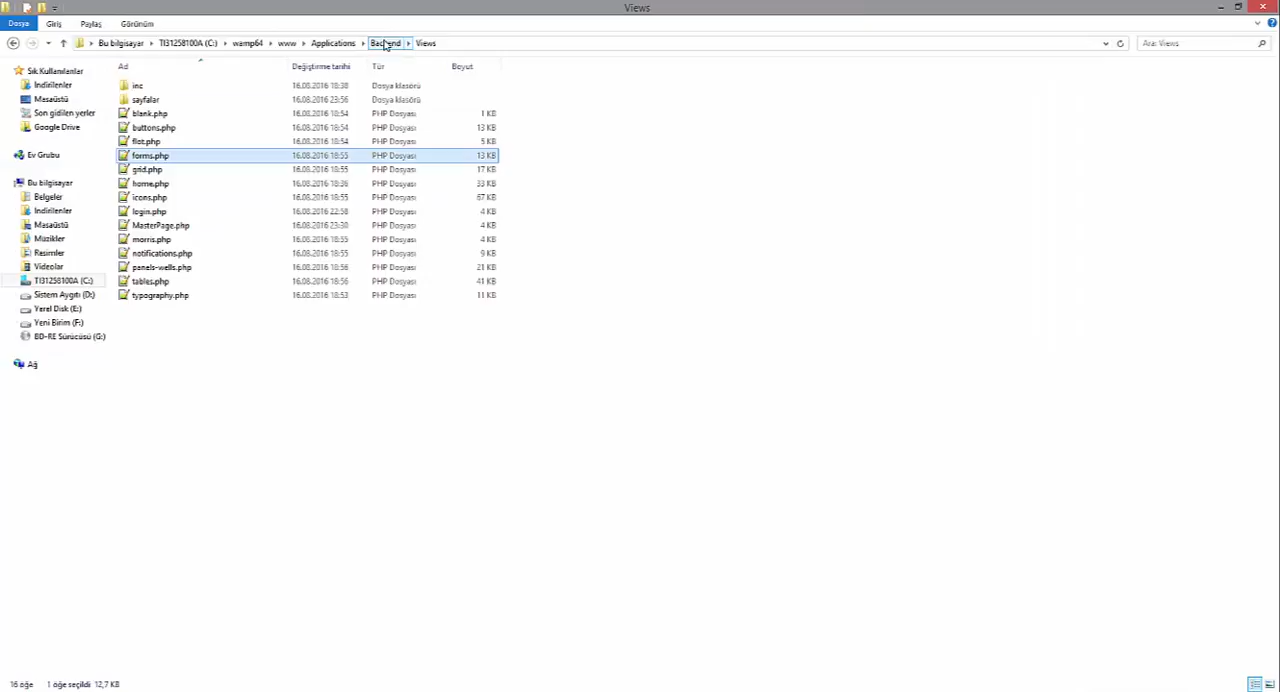 Views
Dosya Giriş Paylaş Görünüm
Bu bilgisayar TI31258100A (C:) wamp64 www Applications Backend Views
Ara: Views
Ad Değiştirme tarihi Tür Boyut
Sık Kullanılanlar
İndirilenler
Masaüstü
Son gidilen yerler
Google Drive
Ev Grubu
Bu bilgisayar
Belgeler
İndirilenler
Masaüstü
Müzikler
Resimler
Videolar
TI31258100A (C:)
Sistem Aygıtı (D:)
Yerel Disk (E:)
Yeni Birim (F:)
BD-RE Sürücüsü (G:)
Ağ
inc 16.08.2016 18:38 Dosya klasörü
sayfalar 16.08.2016 23:56 Dosya klasörü
blank.php 16.08.2016 18:54 PHP Dosyası 1 KB
buttons.php 16.08.2016 18:54 PHP Dosyası 13 KB
flot.php 16.08.2016 18:54 PHP Dosyası 5 KB
forms.php 16.08.2016 18:55 PHP Dosyası 13 KB
grid.php 16.08.2016 18:55 PHP Dosyası 17 KB
home.php 16.08.2016 18:36 PHP Dosyası 33 KB
icons.php 16.08.2016 18:55 PHP Dosyası 67 KB
login.php 16.08.2016 22:58 PHP Dosyası 4 KB
MasterPage.php 16.08.2016 23:30 PHP Dosyası 4 KB
morris.php 16.08.2016 18:55 PHP Dosyası 4 KB
notifications.php 16.08.2016 18:55 PHP Dosyası 9 KB
panels-wells.php 16.08.2016 18:56 PHP Dosyası 21 KB
tables.php 16.08.2016 18:56 PHP Dosyası 41 KB
typography.php 16.08.2016 18:53 PHP Dosyası 11 KB
16 öğe 1 öğe seçildi 12,7 KB